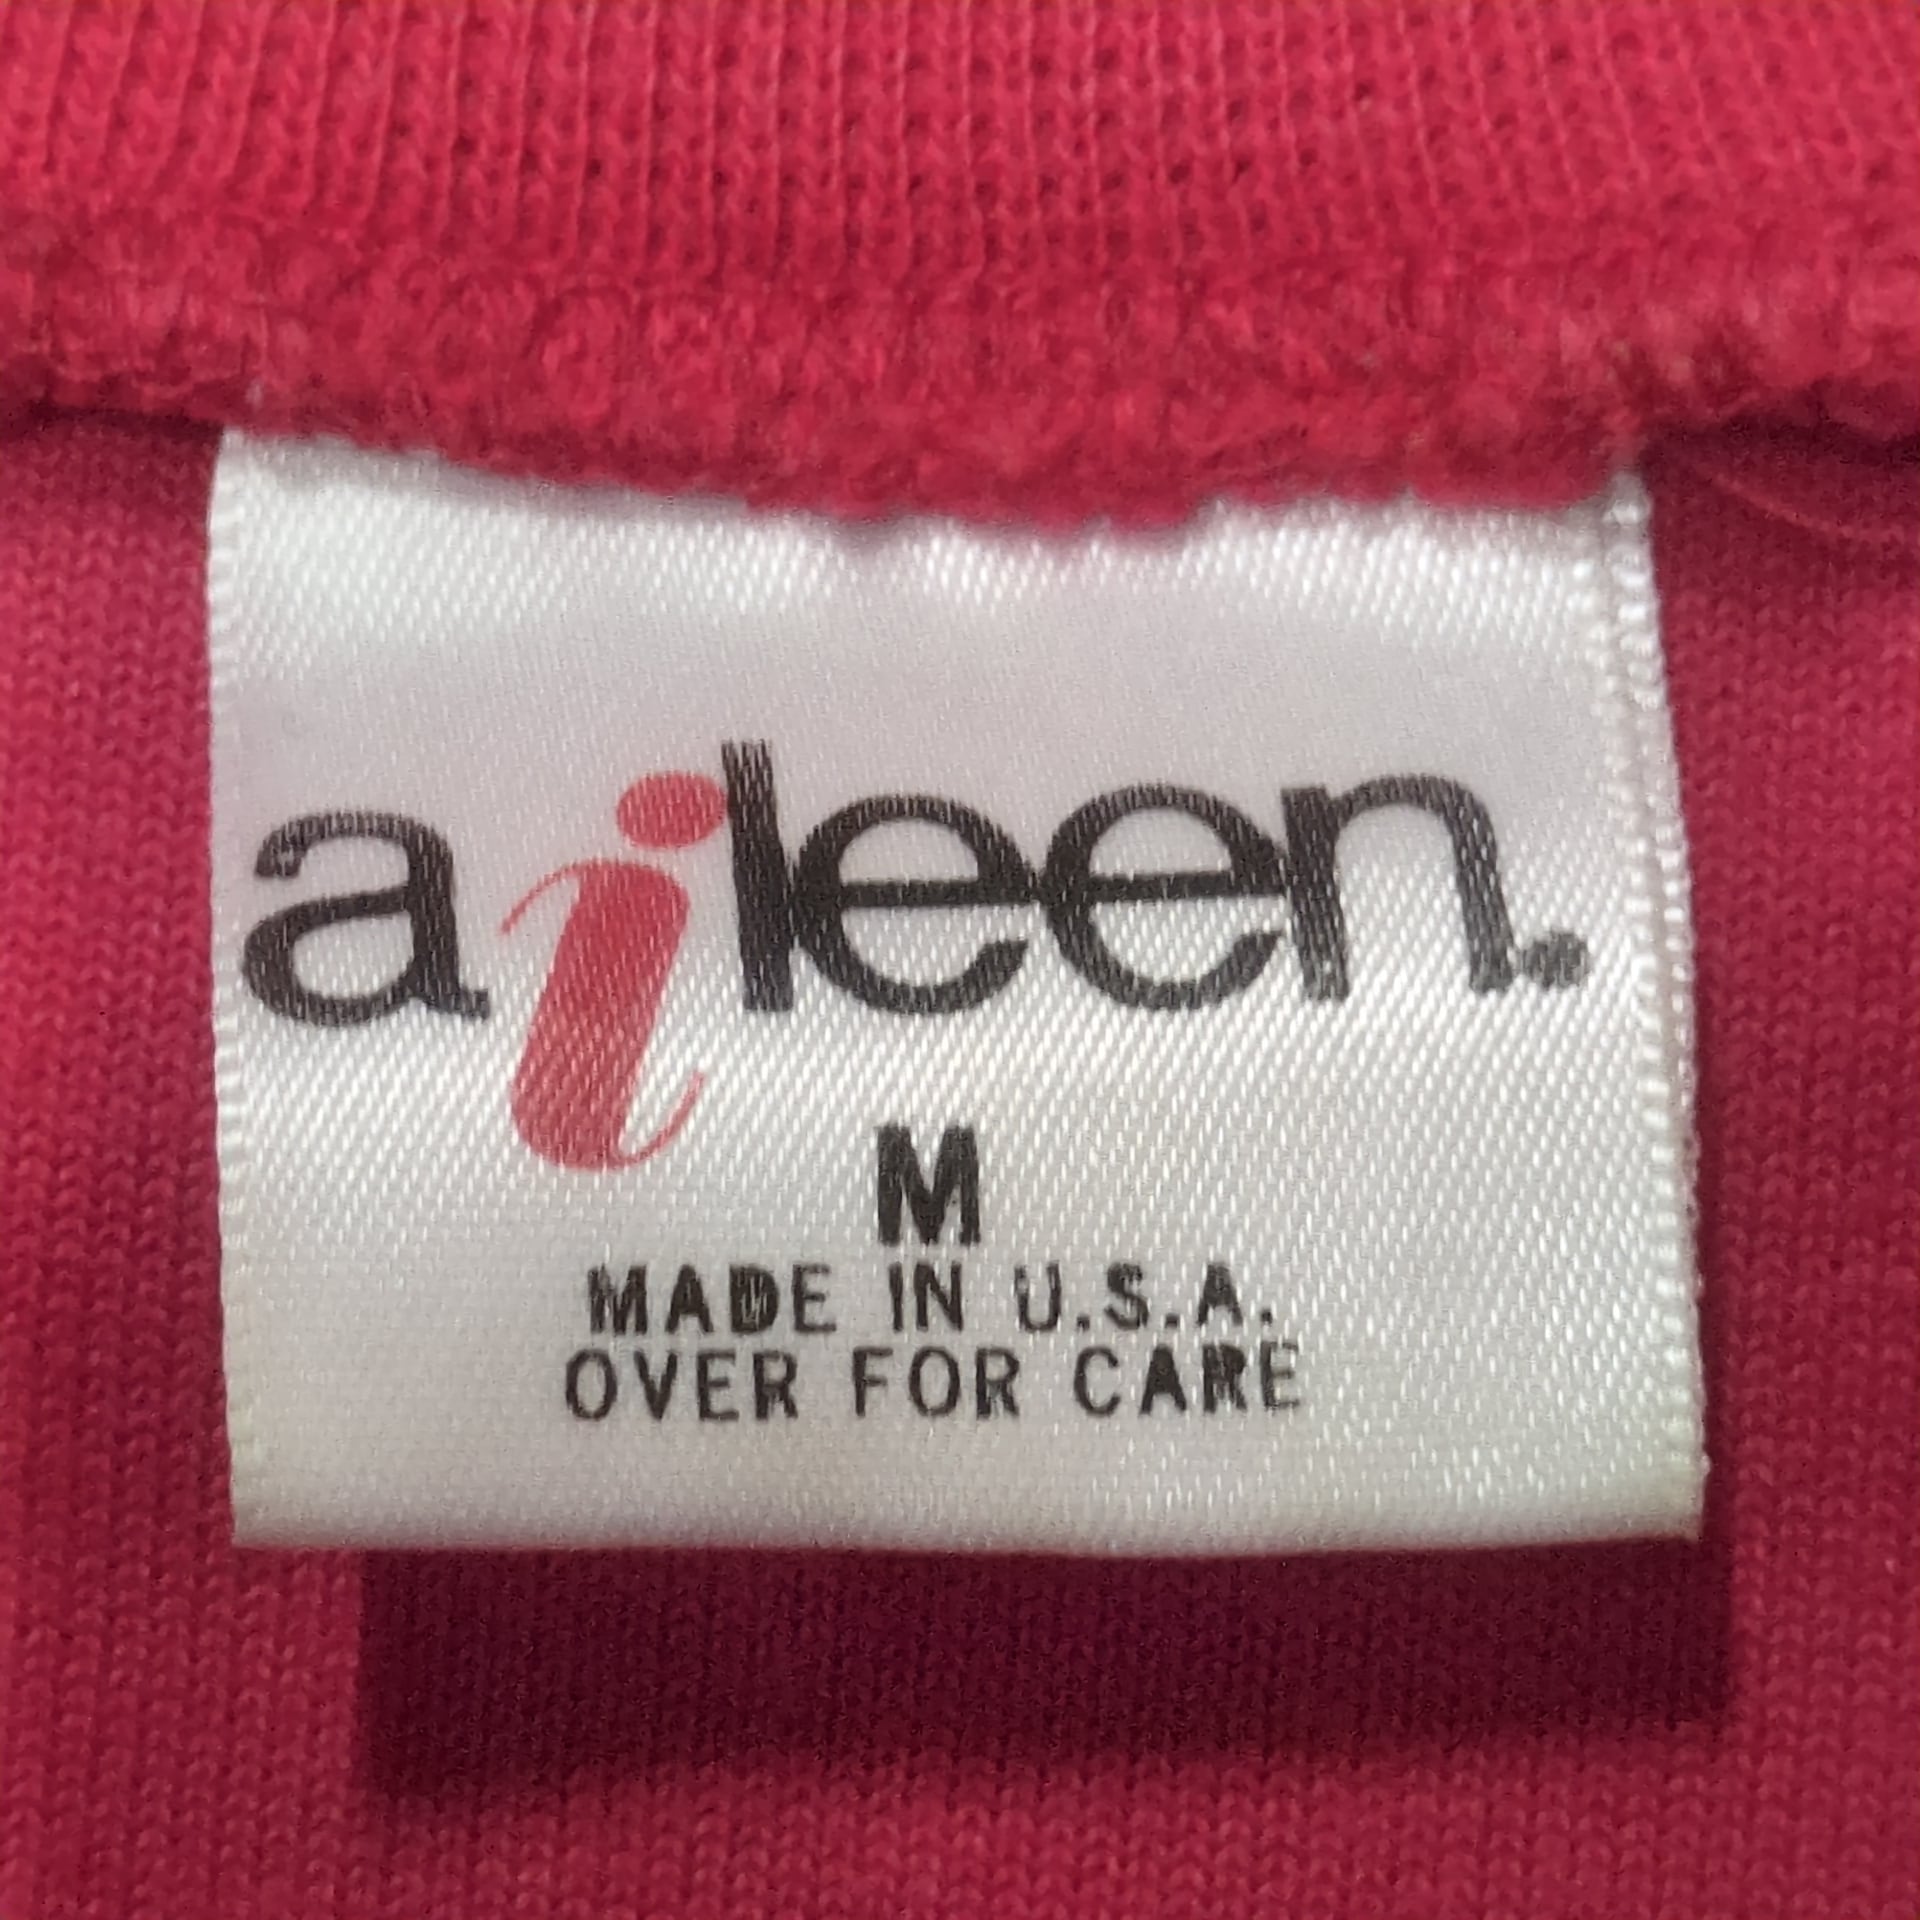 aileen.
M
MADE IN U.S.A.
OVER FOR CARE